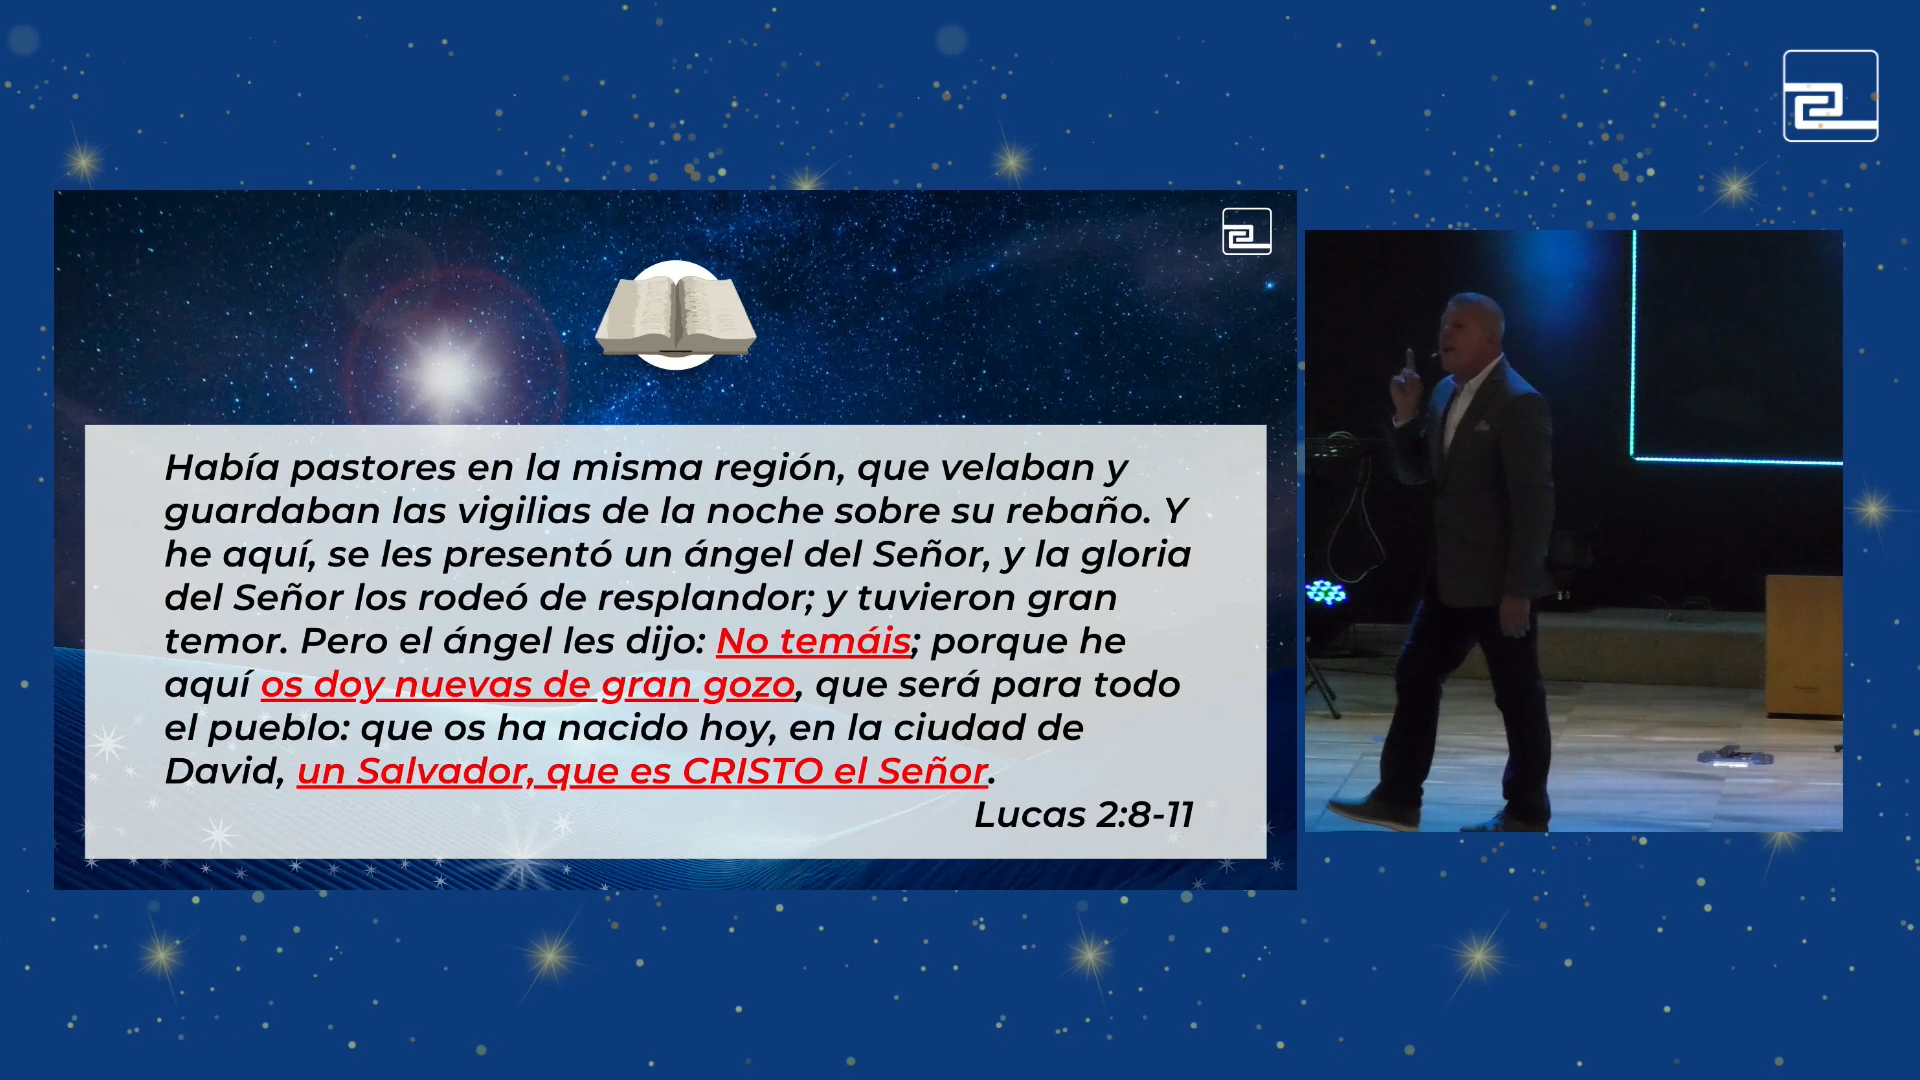 Había pastores en la misma región, que velaban y
guardaban las vigilias de la noche sobre su rebaño. Y
he aquí, se les presentó un ángel del Señor, y la gloria
del Señor los rodeó de resplandor; y tuvieron gran
temor. Pero el ángel les dijo: No temáis; porque he
aquí os doy nuevas de gran gozo, que será para todo
el pueblo: que os ha nacido hoy, en la ciudad de
David, un Salvador, que es CRISTO el Señor.
Lucas 2:8-11